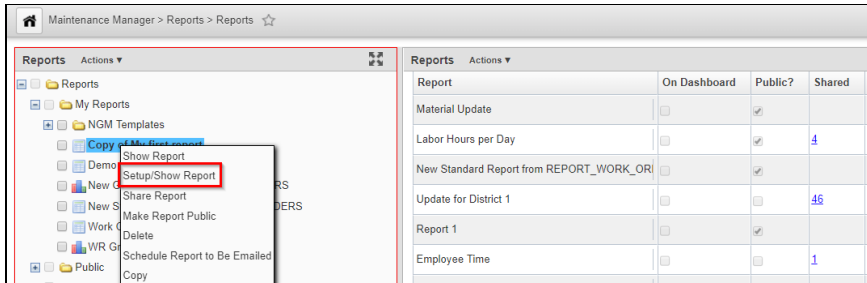 Maintenance Manager > Reports > Reports
Reports Actions ▼
Reports
My Reports
NGM Templates
Copy of My first report
Demo
New G RS
New S DERS
Work
WR Gr
Public
Show Report
Setup/Show Report
Share Report
Make Report Public
Delete
Schedule Report to Be Emailed
Copy
Reports Actions ▼
Report On Dashboard Public? Shared
Material Update
Labor Hours per Day 4
New Standard Report from REPORT_WORK_ORI
Update for District 1 46
Report 1
Employee Time 1